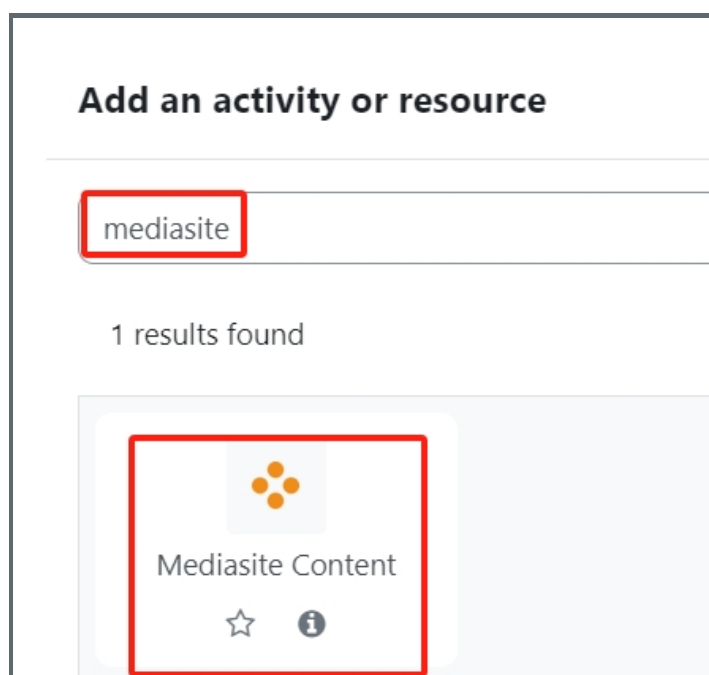 Add an activity or resource
mediasite
1 results found
Mediasite Content